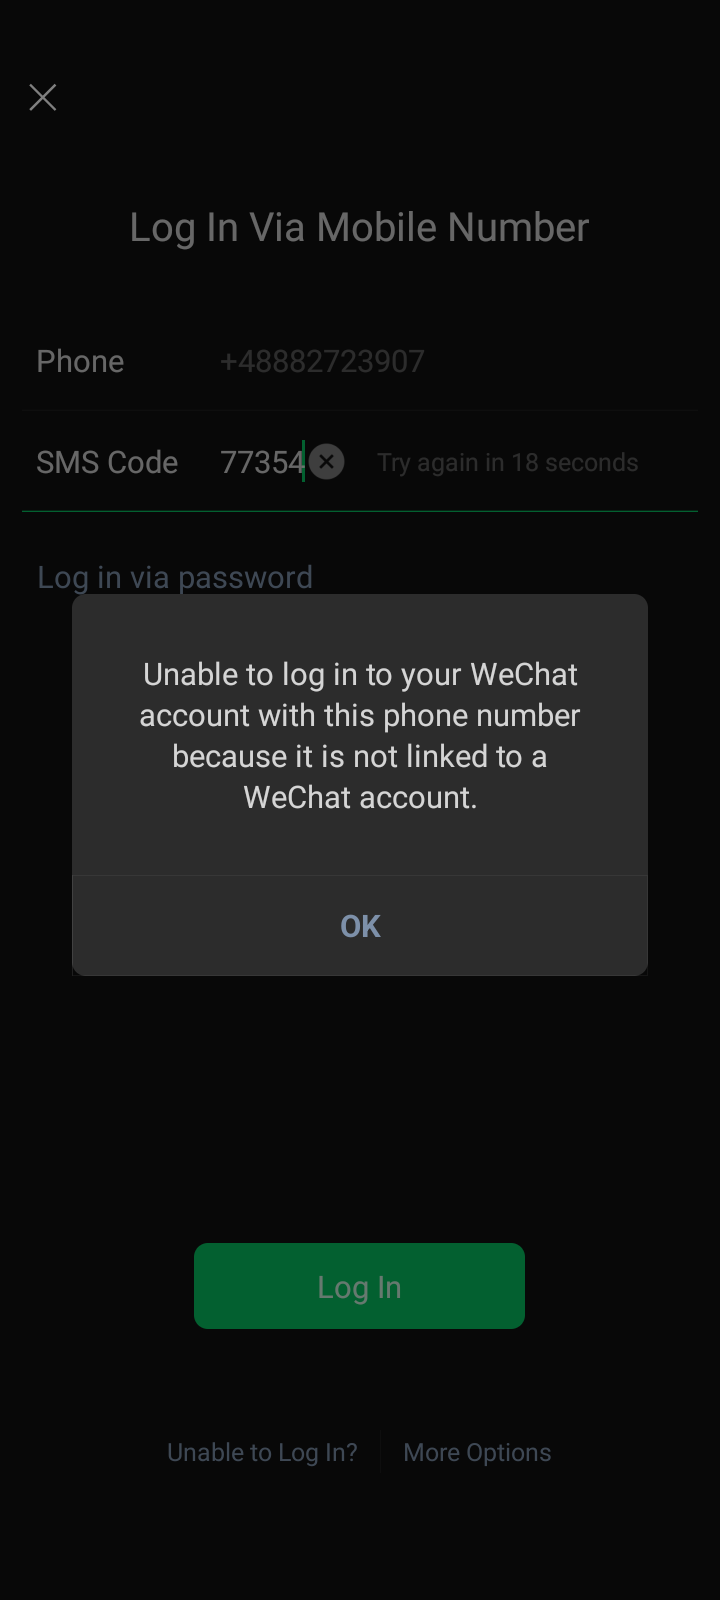 Log In Via Mobile Number
Phone +48882723907
SMS Code 77354 Try again in 18 seconds
Log in via password
Unable to log in to your WeChat
account with this phone number
because it is not linked to a
WeChat account.
OK
Log In
Unable to Log In? More Options